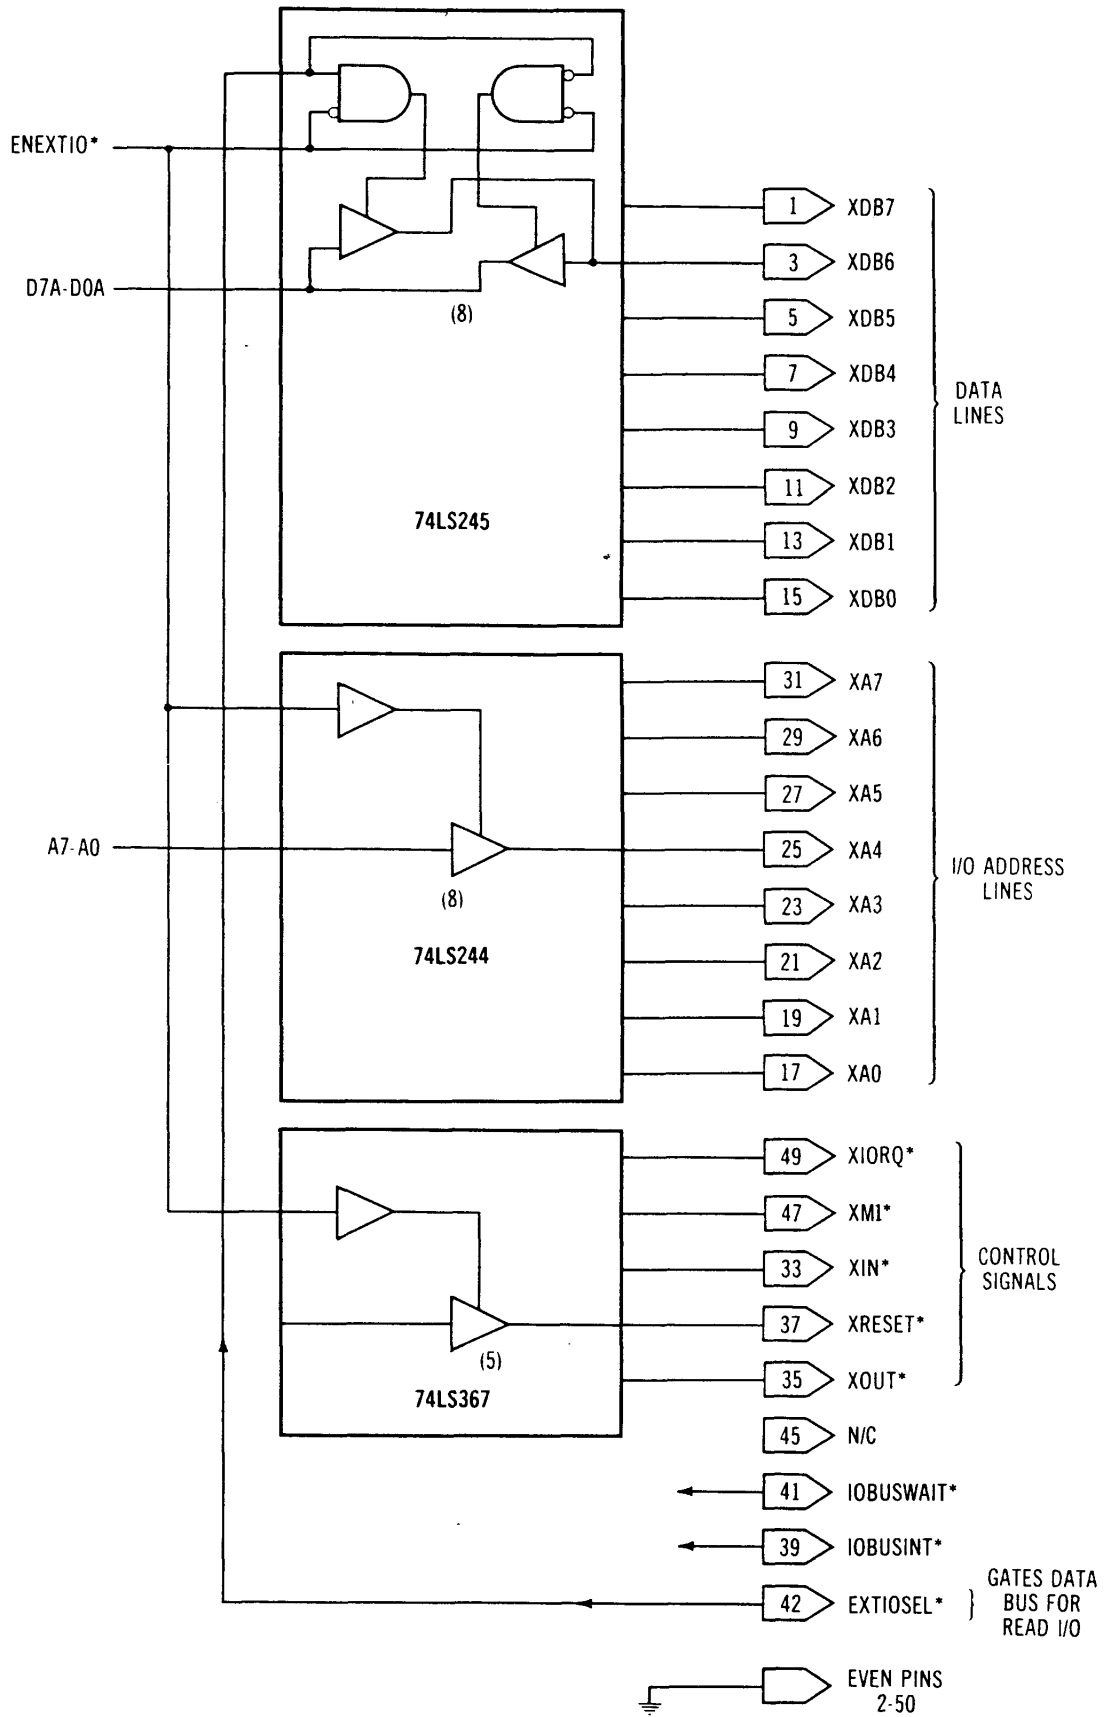 ENEXTIO*
D7A-D0A
(8)
74LS245
1 XDB7
3 XDB6
5 XDB5
7 XDB4
9 XDB3
11 XDB2
13 XDB1
15 XDB0
DATA
LINES
A7-A0
(8)
74LS244
31 XA7
29 XA6
27 XA5
25 XA4
23 XA3
21 XA2
19 XA1
17 XA0
I/O ADDRESS
LINES
(5)
74LS367
49 XIORQ*
47 XM1*
33 XIN*
37 XRESET*
35 XOUT*
CONTROL
SIGNALS
45 N/C
41 IOBUSWAIT*
39 IOBUSINT*
42 EXTIOSEL*
GATES DATA
BUS FOR
READ I/O
EVEN PINS
2-50